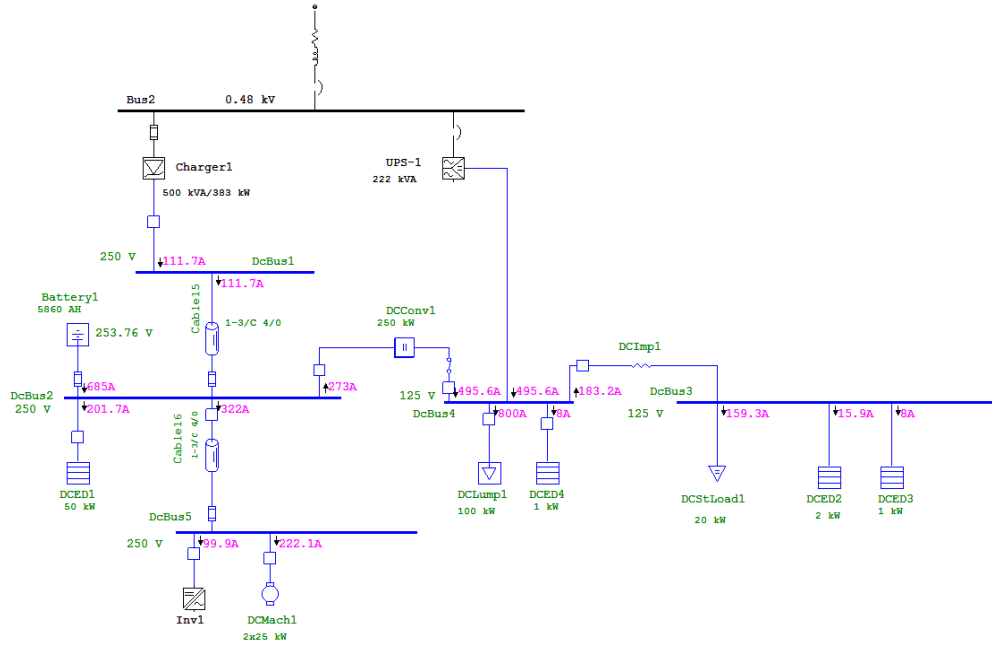 Bus2 0.48 kV
Charger1
500 kVA/383 kW
UPS-1
222 kVA
250 V
111.7A
DcBus1
111.7A
Battery1
5860 AH
253.76 V
Cable15
1-3/C 4/0
DCConv1
250 kW
DCImp1
DcBus2
250 V
685A
201.7A
322A
273A
125 V
DcBus4
495.6A
495.6A
183.2A
800A
8A
DcBus3
125 V
159.3A
15.9A
8A
Cable16
1-3/C 4/0
DCED1
50 kW
DCLump1
100 kW
DCED4
1 kW
DCStLoad1
20 kW
DCED2
2 kW
DCED3
1 kW
DcBus5
250 V
99.9A
222.1A
Inv1
DCMach1
2x25 kW